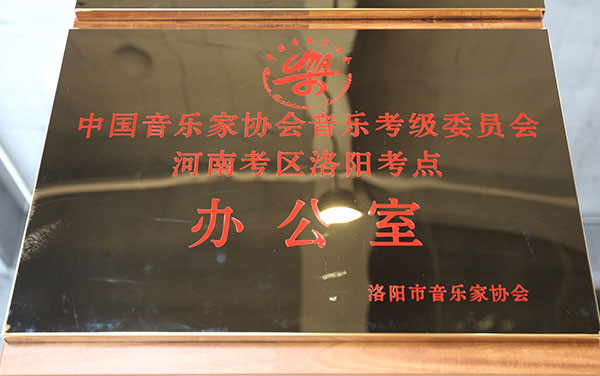 CMA
中国音乐家协会音乐考级委员会
河南考区洛阳考点
办公室
洛阳市音乐家协会